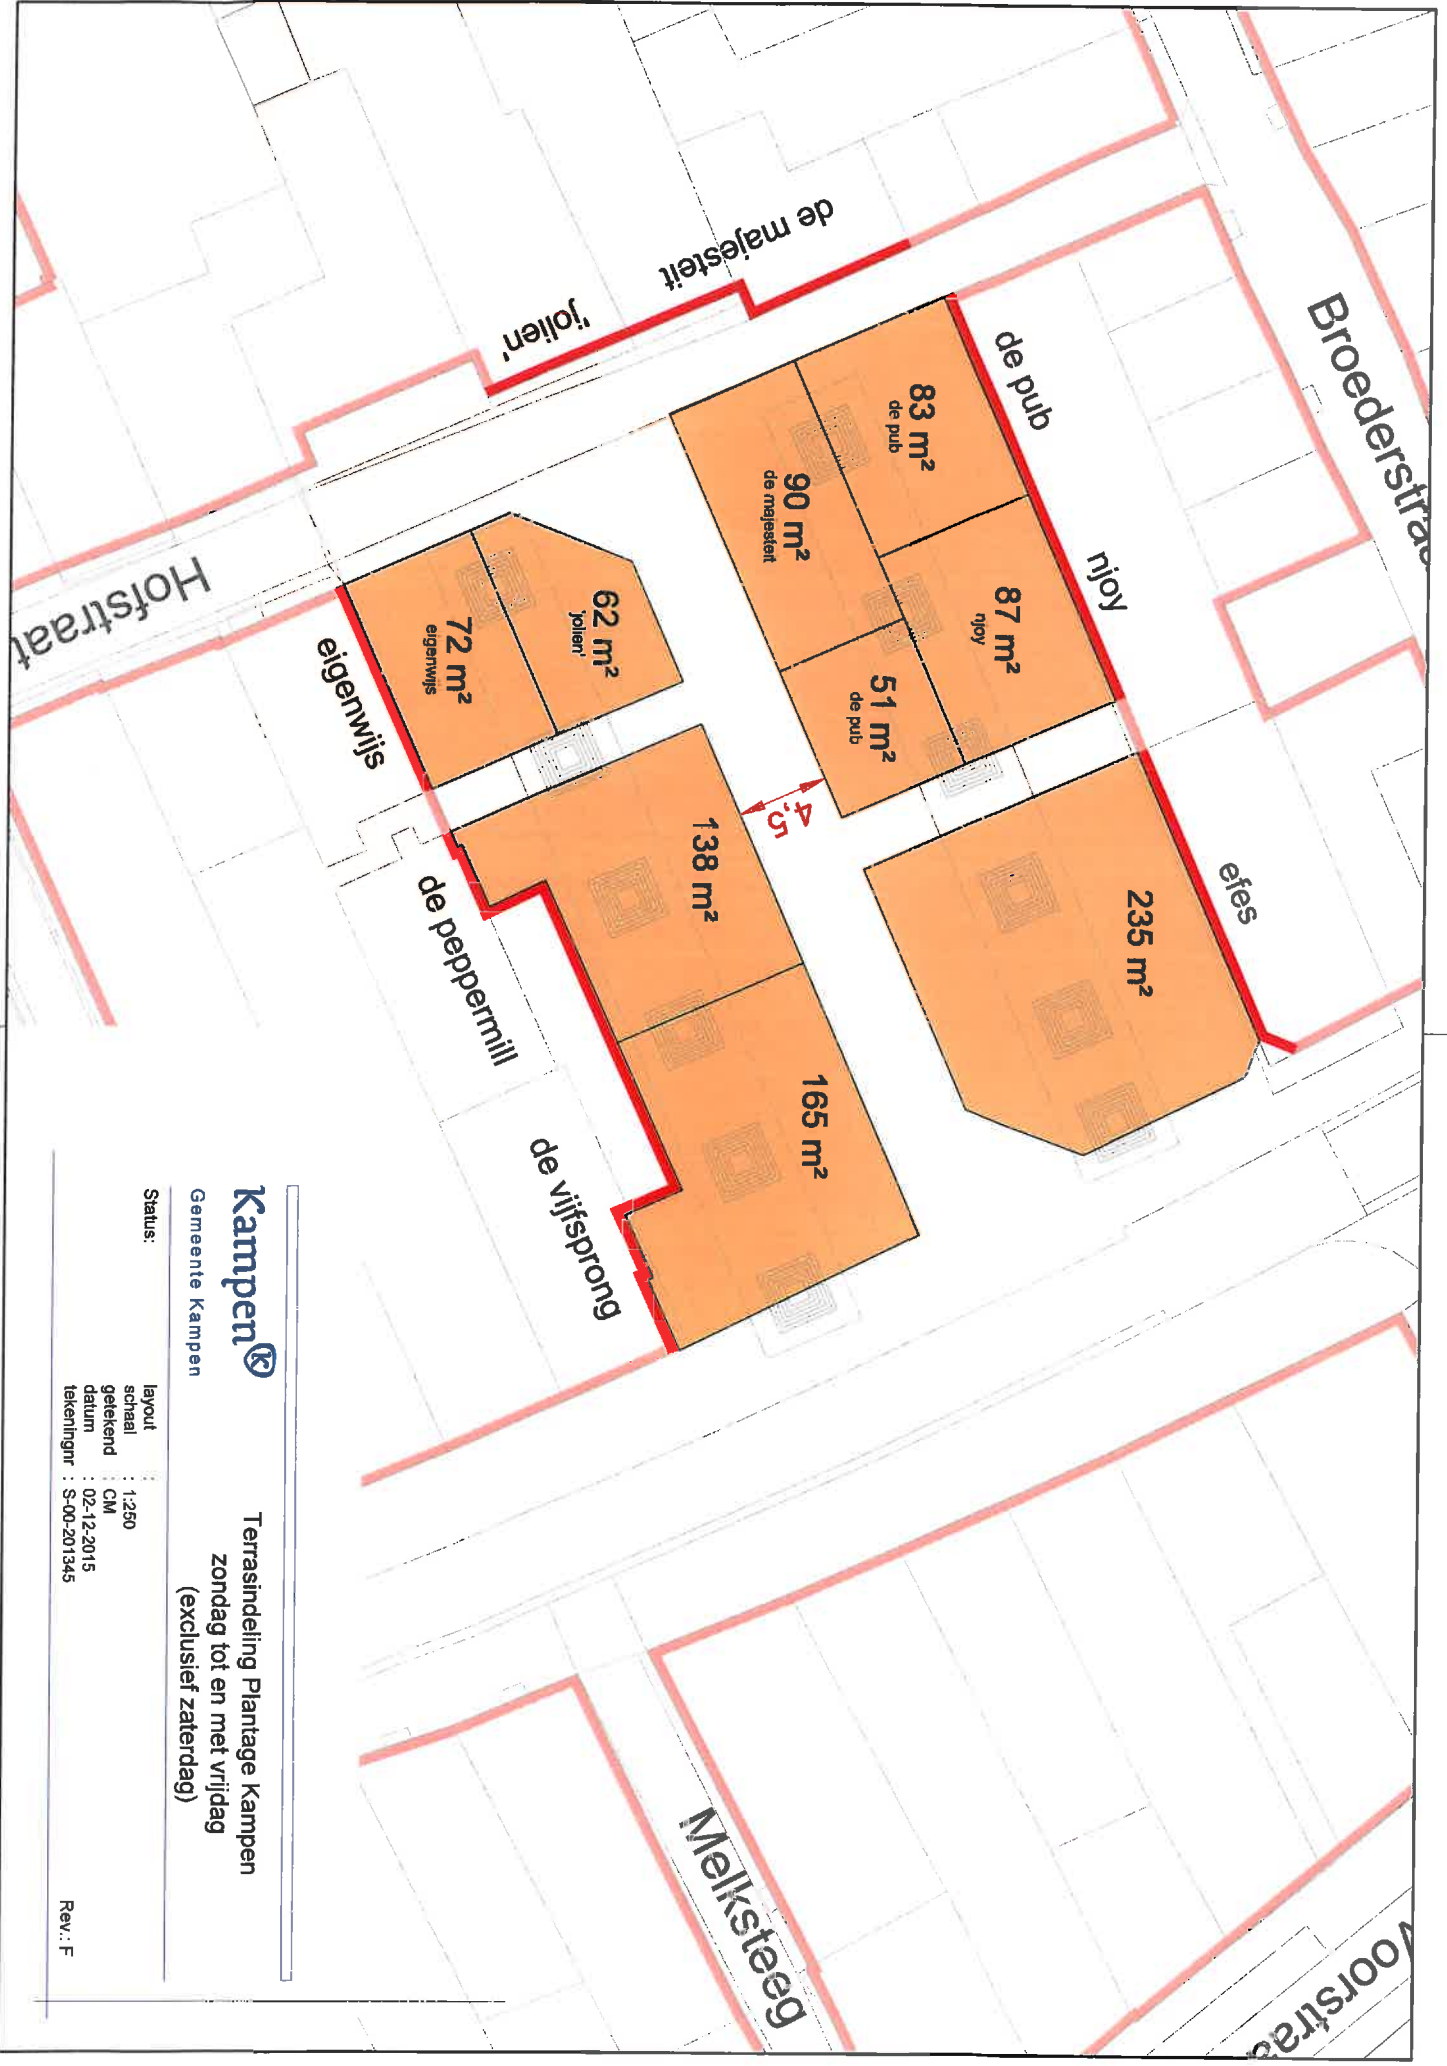 Broederstraa
de majesteit
'jolien'
de pub
njoy
efes
83 m²
de pub
90 m²
de majesteit
87 m²
njoy
51 m²
de pub
235 m²
62 m²
'jolien'
72 m²
eigenwijs
4,5
138 m²
165 m²
Hofstraat
eigenwijs
de peppermill
de vijfsprong
Melksteeg
Voorstraa
Kampen
Gemeente Kampen
Terrasindeling Plantage Kampen
zondag tot en met vrijdag
(exclusief zaterdag)
Status:
layout :
schaal : 1:250
getekend : CM
datum : 02-12-2015
tekeningnr : S-00-201345
Rev.: F